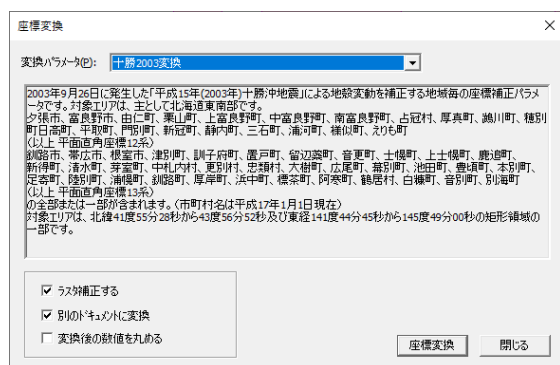 座標変換
変換パラメータ(P):
十勝2003変換
2003年9月26日に発生した｢平成15年(2003年)十勝沖地震｣による地殻変動を補正する地域毎の座標補正パラメ
ータです。対象エリアは、主として北海道東南部です。
夕張市、富良野市、由仁町、栗山町、上富良野町、中富良野町、南富良野町、占冠村、厚真町、鵡川町、穂別
町日高町、平取町、門別町、新冠町、静内町、三石町、浦河町、様似町、えりも町
(以上 平面直角座標12系)
釧路市、帯広市、根室市、津別町、訓子府町、置戸町、留辺蘂町、音更町、士幌町、上士幌町、鹿追町、
新得町、清水町、芽室町、中札内村、更別村、忠類村、大樹町、広尾町、幕別町、池田町、豊頃町、本別町、
足寄町、陸別町、浦幌町、釧路町、厚岸町、浜中町、標茶町、阿寒町、鶴居村、白糠町、音別町、別海町
(以上 平面直角座標13系)
の全部または一部が含まれます。(市町村名は平成17年1月1日現在)
対象エリアは、北緯41度55分28秒から43度56分52秒及び東経141度44分45秒から145度49分00秒の矩形領域の
一部です。
ラスタ補正する
別のドキュメントに変換
変換後の数値を丸める
座標変換
閉じる